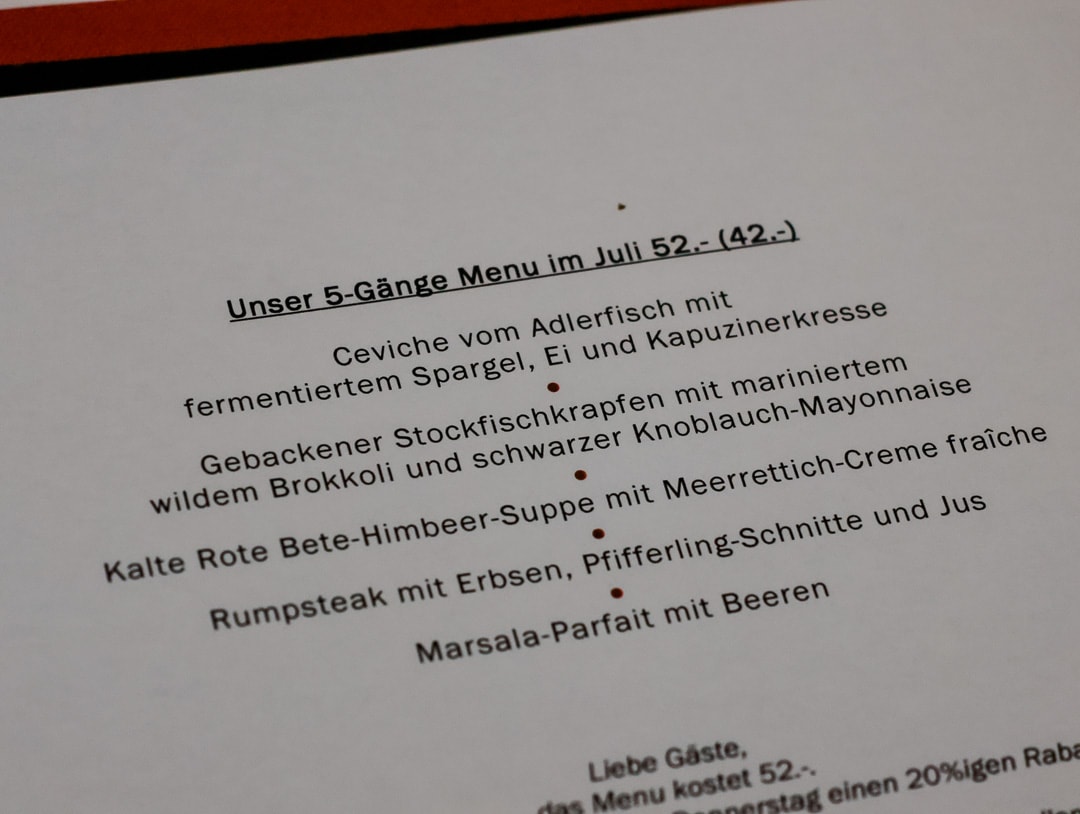 Unser 5-Gänge Menu im Juli 52.- (42.-)
Ceviche vom Adlerfisch mit
fermentiertem Spargel, Ei und Kapuzinerkresse
Gebackener Stockfischkrapfen mit mariniertem
wildem Brokkoli und schwarzer Knoblauch-Mayonnaise
Kalte Rote Bete-Himbeer-Suppe mit Meerrettich-Creme fraîche
Rumpsteak mit Erbsen, Pfifferling-Schnitte und Jus
Marsala-Parfait mit Beeren
Liebe Gäste,
das Menu kostet 52.-.
Donnerstag einen 20%igen Raba